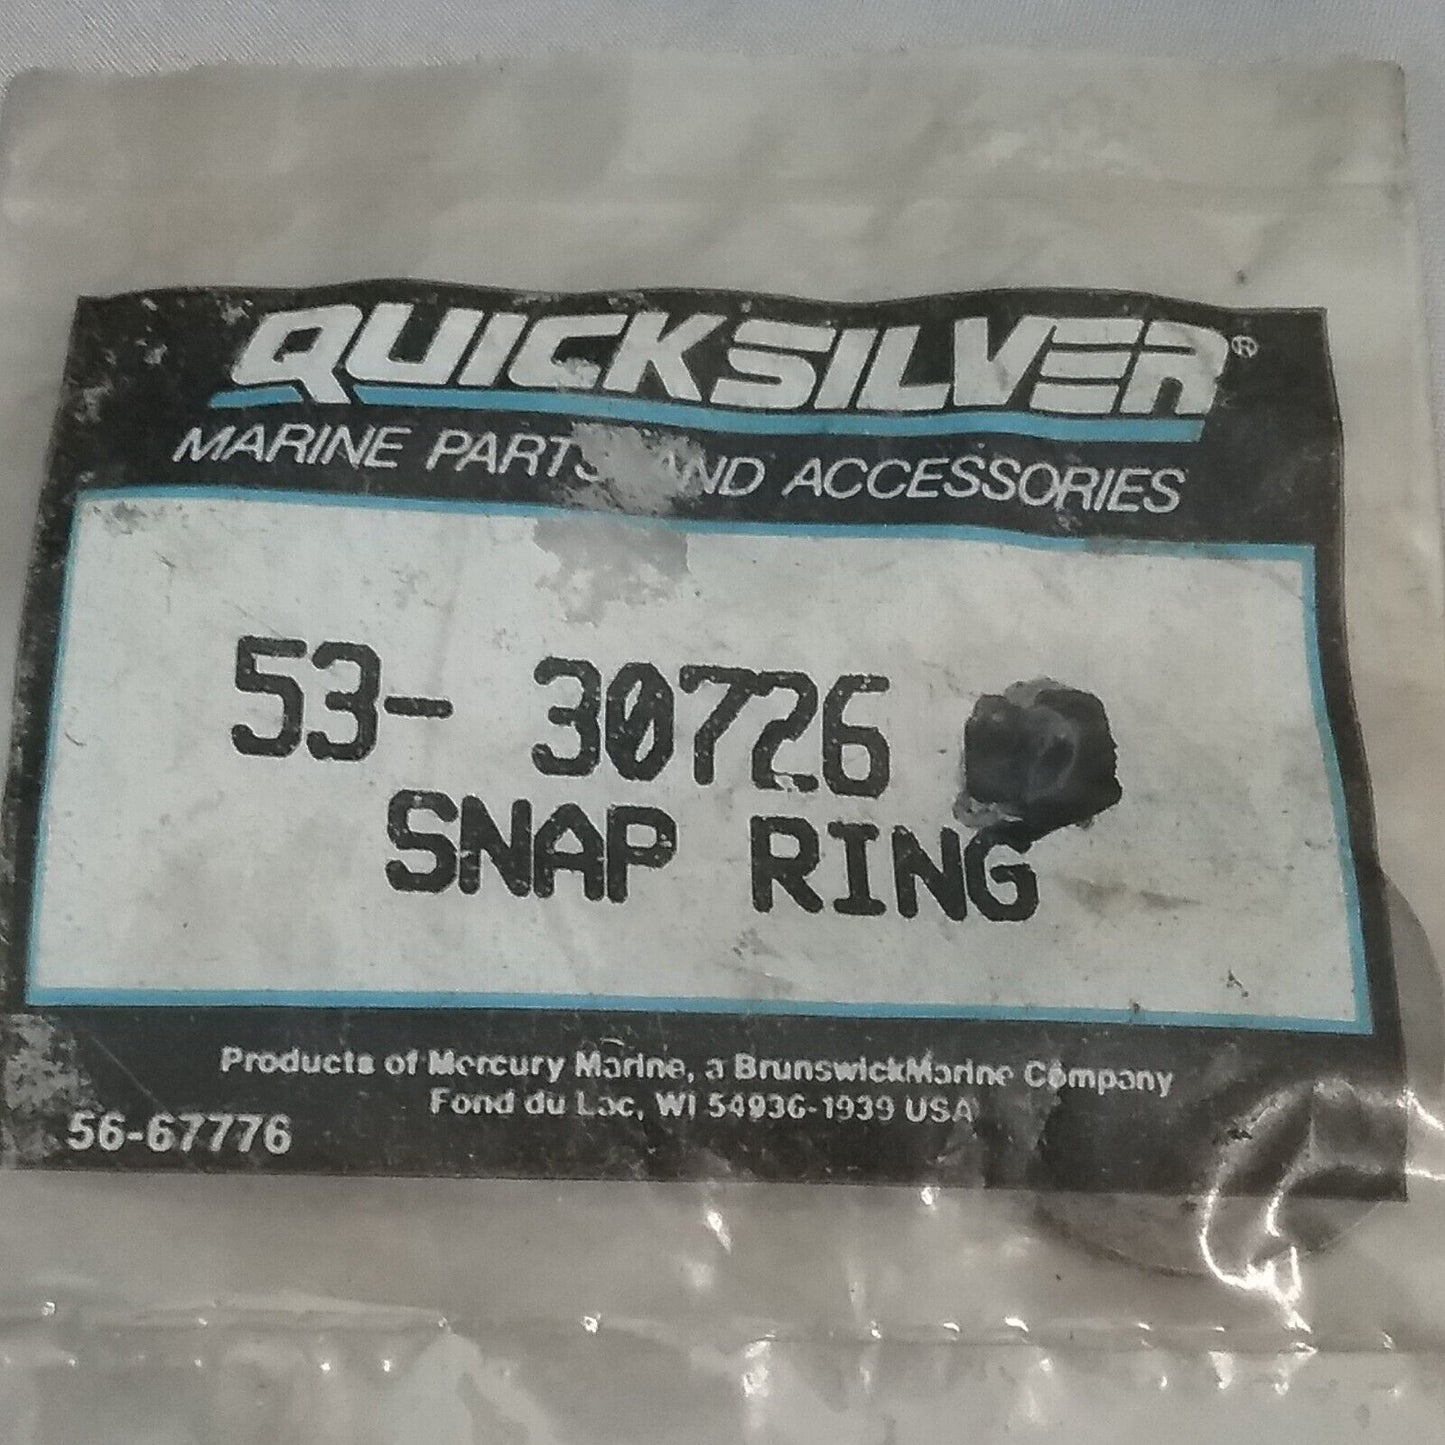 QUICKSILVER®
MARINE PARTS AND ACCESSORIES
53- 30726
SNAP RING
Products of Mercury Marine, a BrunswickMarine Company
Fond du Lac, WI 54936-1939 USA
56-67776